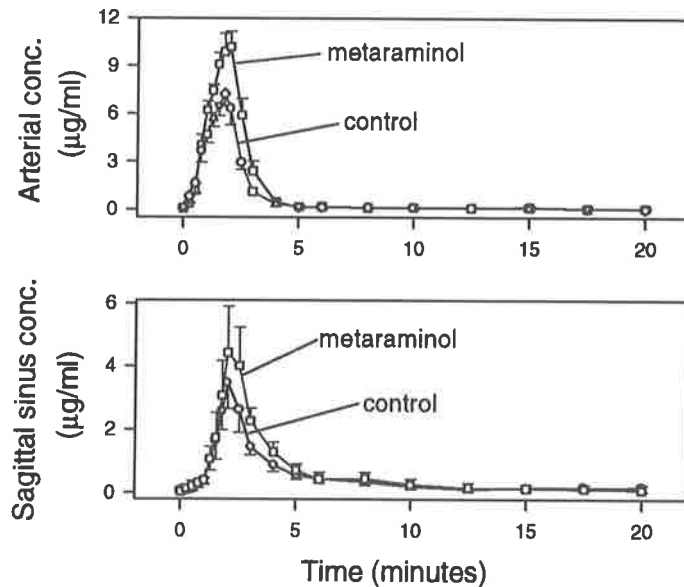 Arterial conc.
(µg/ml)
12
9
6
3
0
metaraminol
control
0 5 10 15 20
Sagittal sinus conc.
(µg/ml)
6
4
2
0
metaraminol
control
0 5 10 15 20
Time (minutes)